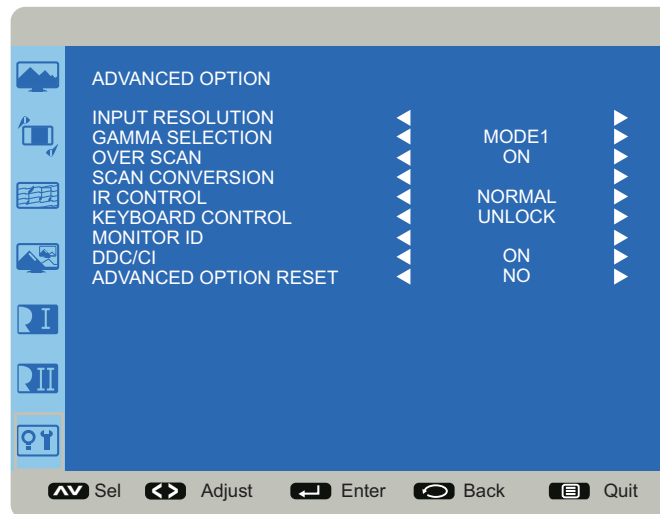 ADVANCED OPTION
INPUT RESOLUTION
GAMMA SELECTION MODE1
OVER SCAN ON
SCAN CONVERSION
IR CONTROL NORMAL
KEYBOARD CONTROL UNLOCK
MONITOR ID
DDC/CI ON
ADVANCED OPTION RESET NO
I
II
Sel Adjust Enter Back Quit